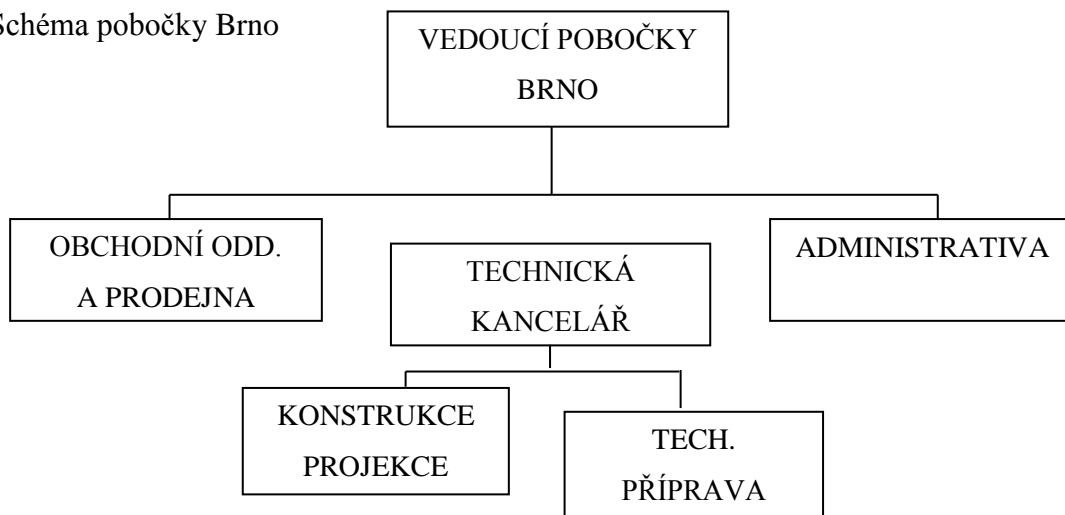 Schéma pobočky Brno
VEDOUCÍ POBOČKY
BRNO
OBCHODNÍ ODD.
A PRODEJNA
TECHNICKÁ
KANCELÁŘ
ADMINISTRATIVA
KONSTRUKCE
PROJEKCE
TECH.
PŘÍPRAVA